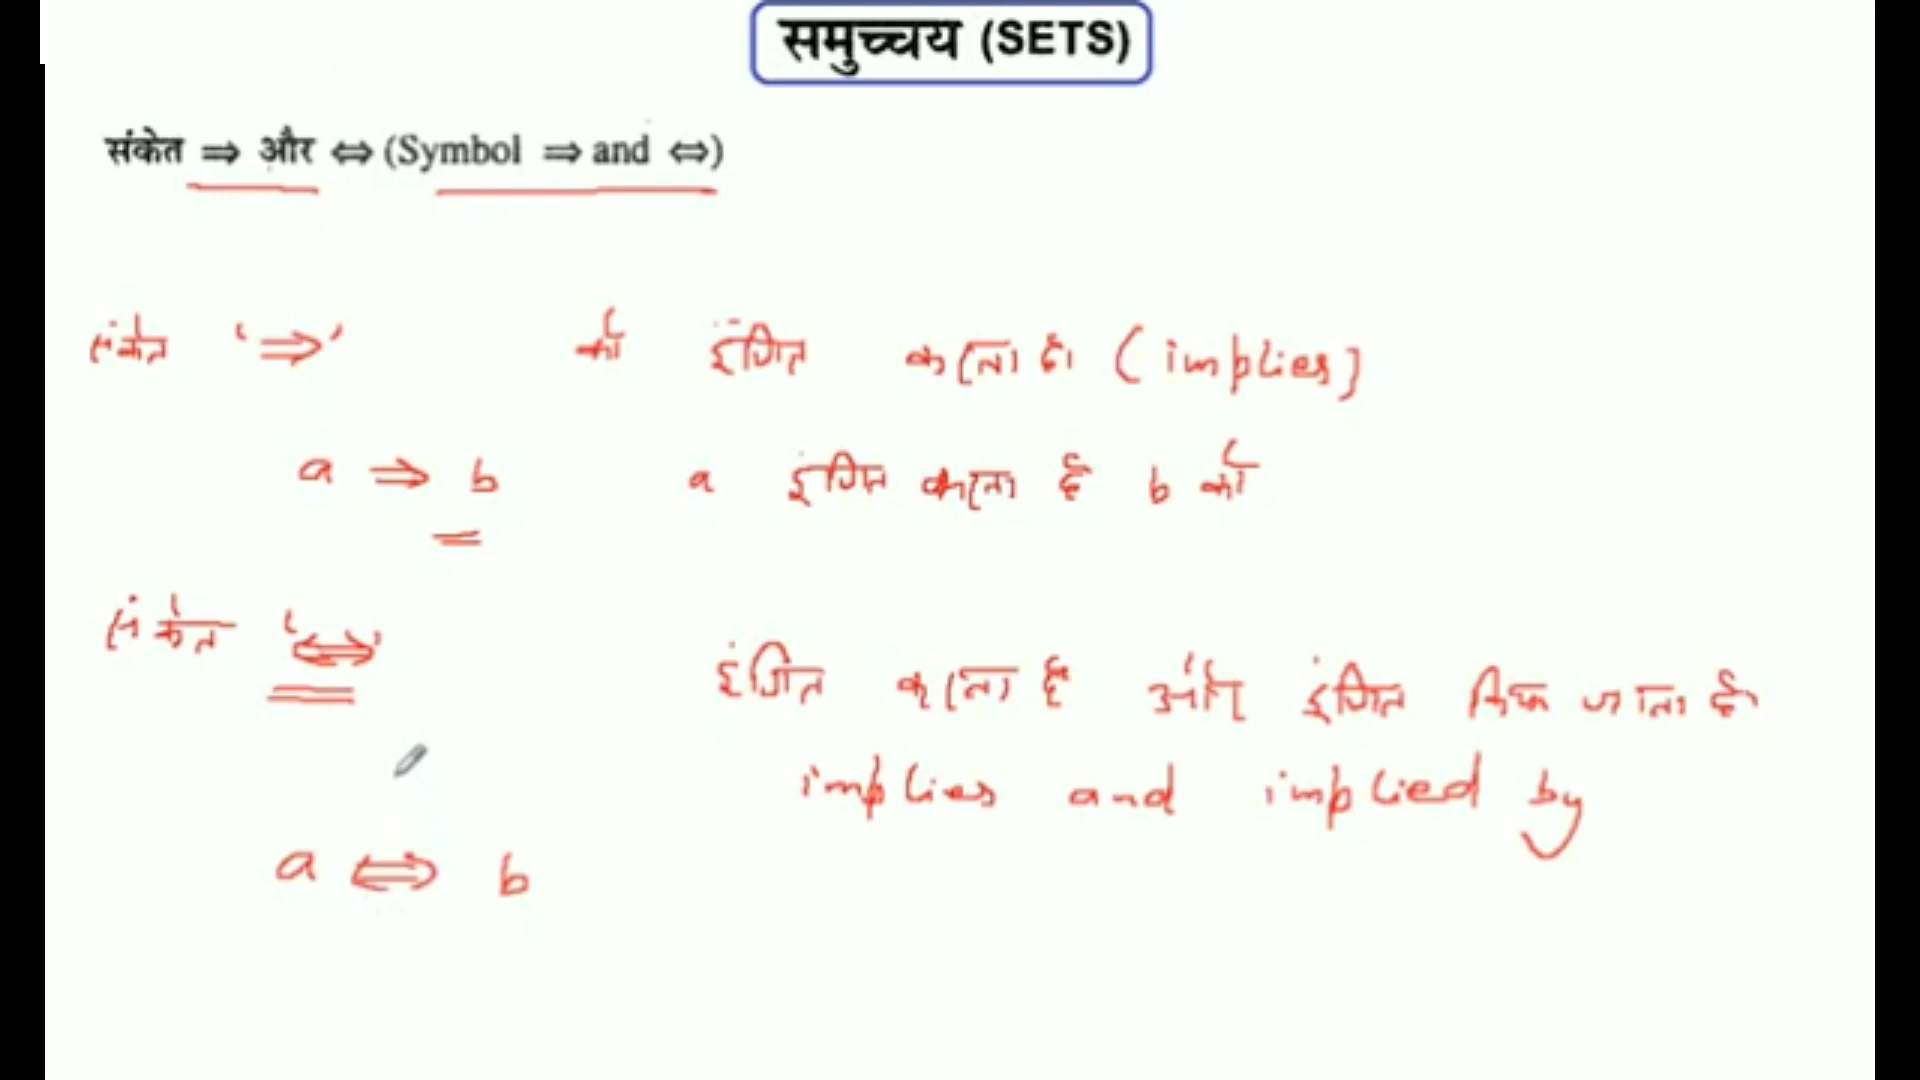 समुच्चय (SETS)
संकेत ⇒ और ⇔ (Symbol ⇒ and ⇔)
संकेत '⇒' को इंगित करता है। (implies)
a ⇒ b a इंगित करता है b को
संकेत '⇔' इंगित करता है और इंगित किया जाता है
implies and implied by
a ⇔ b